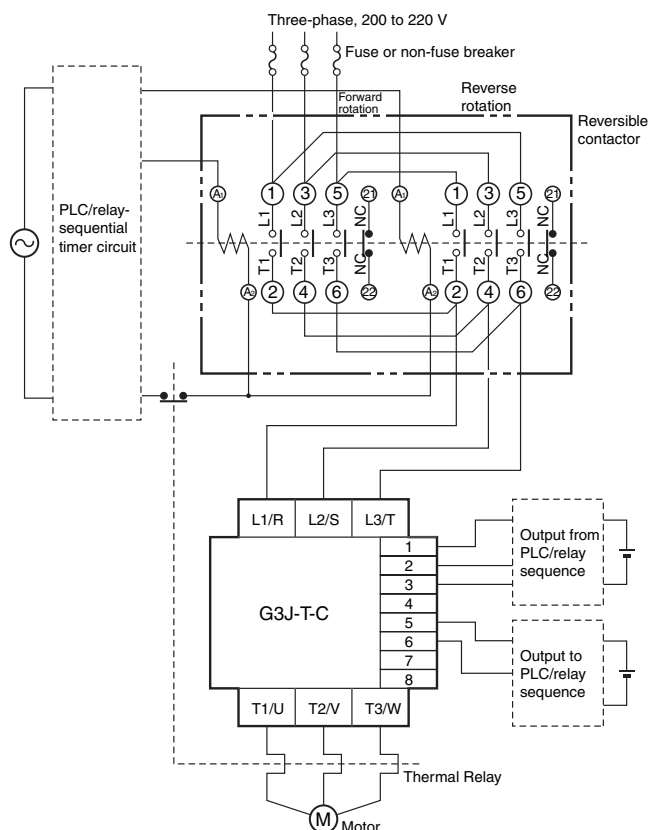 Three-phase, 200 to 220 V
Fuse or non-fuse breaker
Forward
rotation
Reverse
rotation
Reversible
contactor
PLC/relay-
sequential
timer circuit
A1 1 3 5 21 A1 1 3 5 21
L1 L2 L3 NC L1 L2 L3 NC
T1 T2 T3 NC T1 T2 T3 NC
A2 2 4 6 22 A2 2 4 6 22
L1/R L2/S L3/T
G3J-T-C
1
2
3
4
5
6
7
8
Output from
PLC/relay
sequence
Output to
PLC/relay
sequence
T1/U T2/V T3/W
Thermal Relay
M
Motor